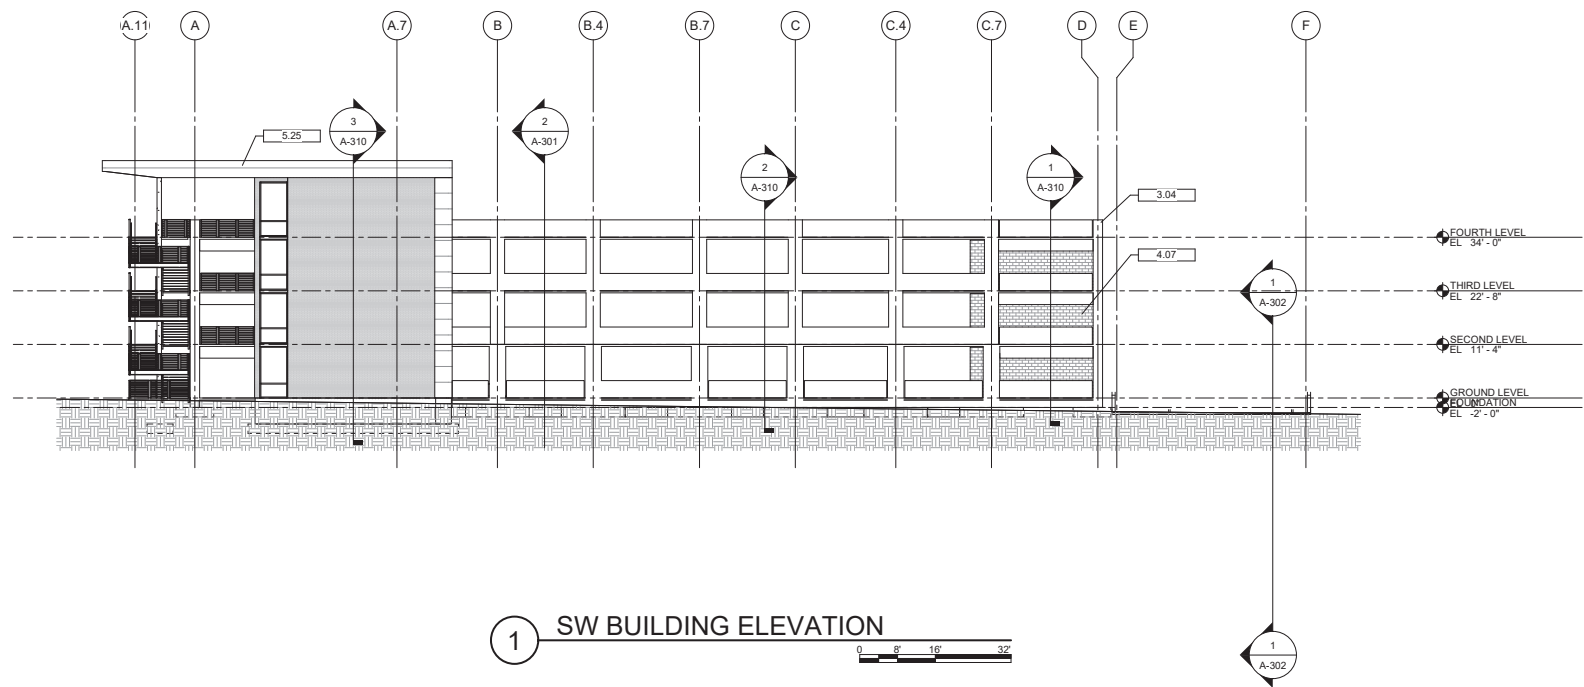 A.11
A
A.7
B
B.4
B.7
C
C.4
C.7
D
E
F
3
A-310
2
A-301
5.25
2
A-310
1
A-310
3.04
4.07
1
A-302
FOURTH LEVEL
EL 34' - 0"
THIRD LEVEL
EL 22' - 8"
SECOND LEVEL
EL 11' - 4"
GROUND LEVEL
FOUNDATION
EL -2' - 0"
1
SW BUILDING ELEVATION
0 8' 16' 32'
1
A-302